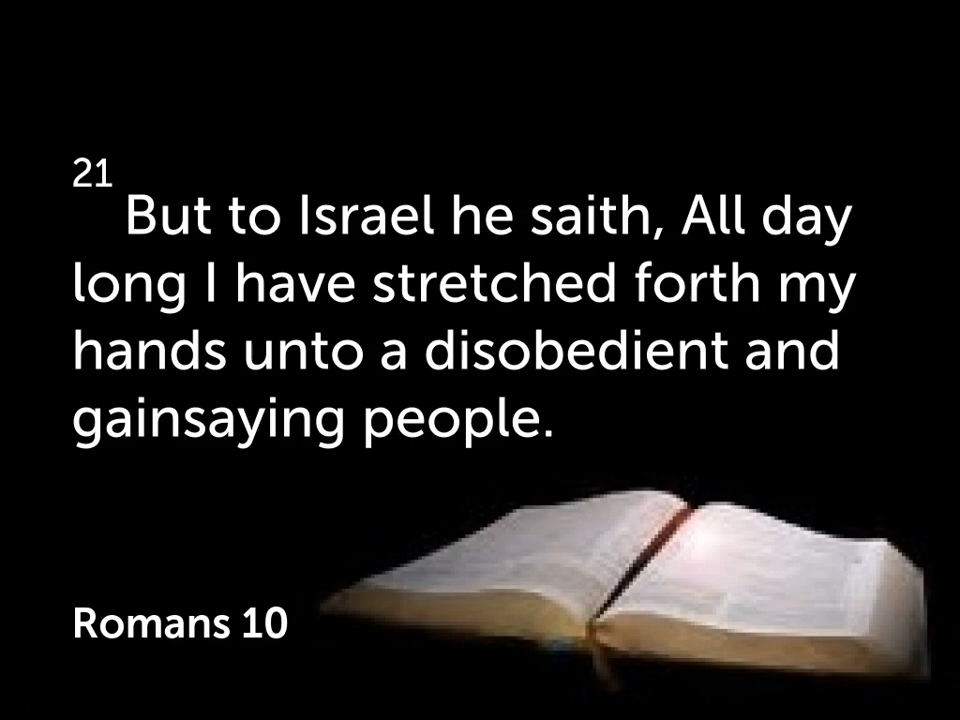 21
But to Israel he saith, All day
long I have stretched forth my
hands unto a disobedient and
gainsaying people.
Romans 10